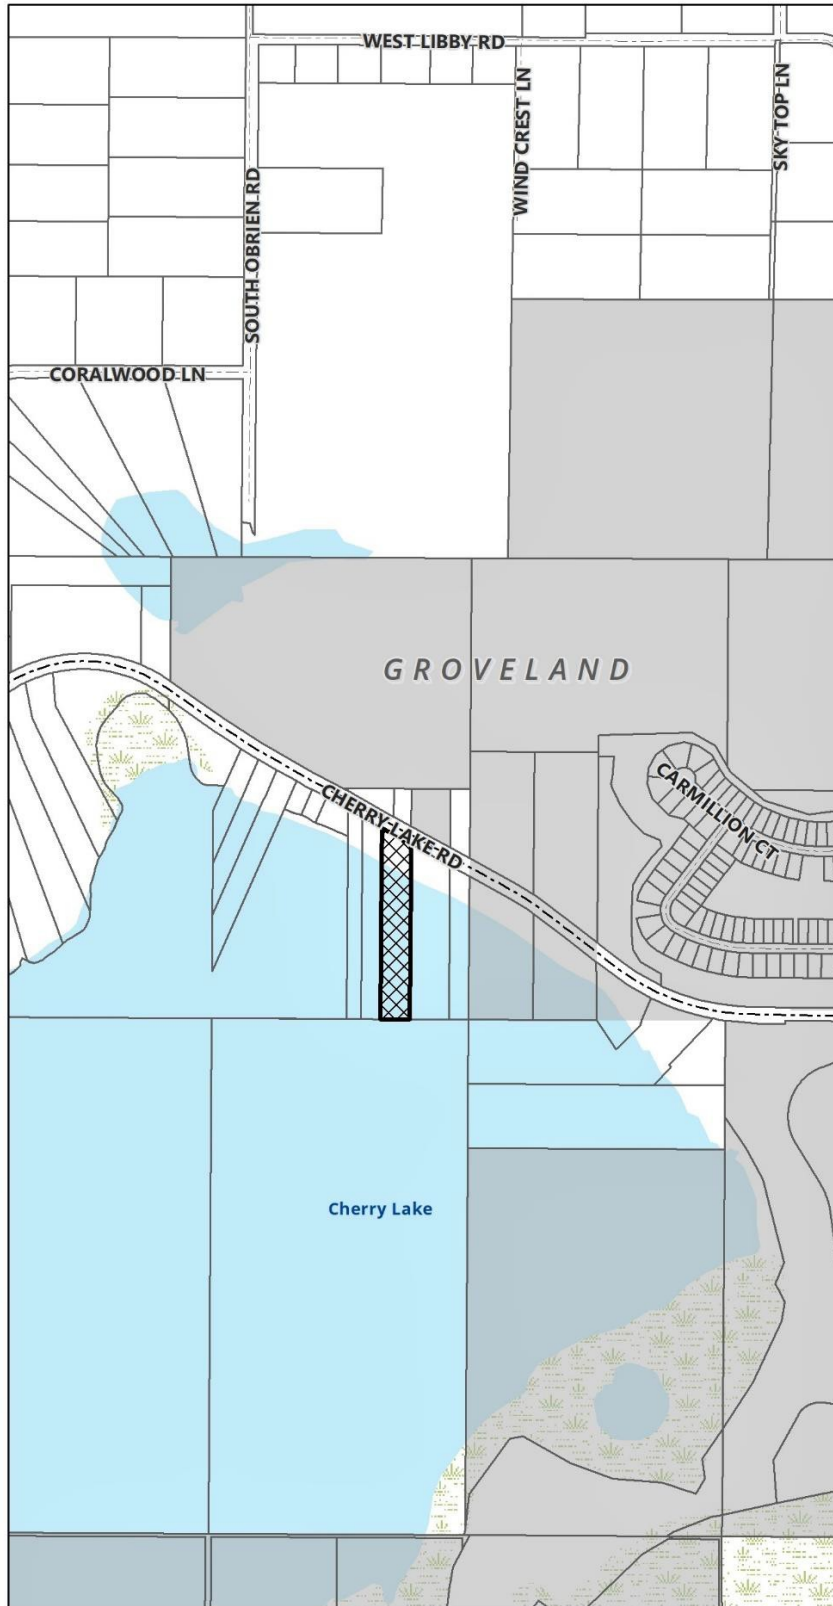 WEST LIBBY RD
WIND CREST LN
SKY TOP LN
SOUTH OBRIEN RD
CORALWOOD LN
GROVELAND
CHERRY LAKE RD
CARMILLION CT
Cherry Lake